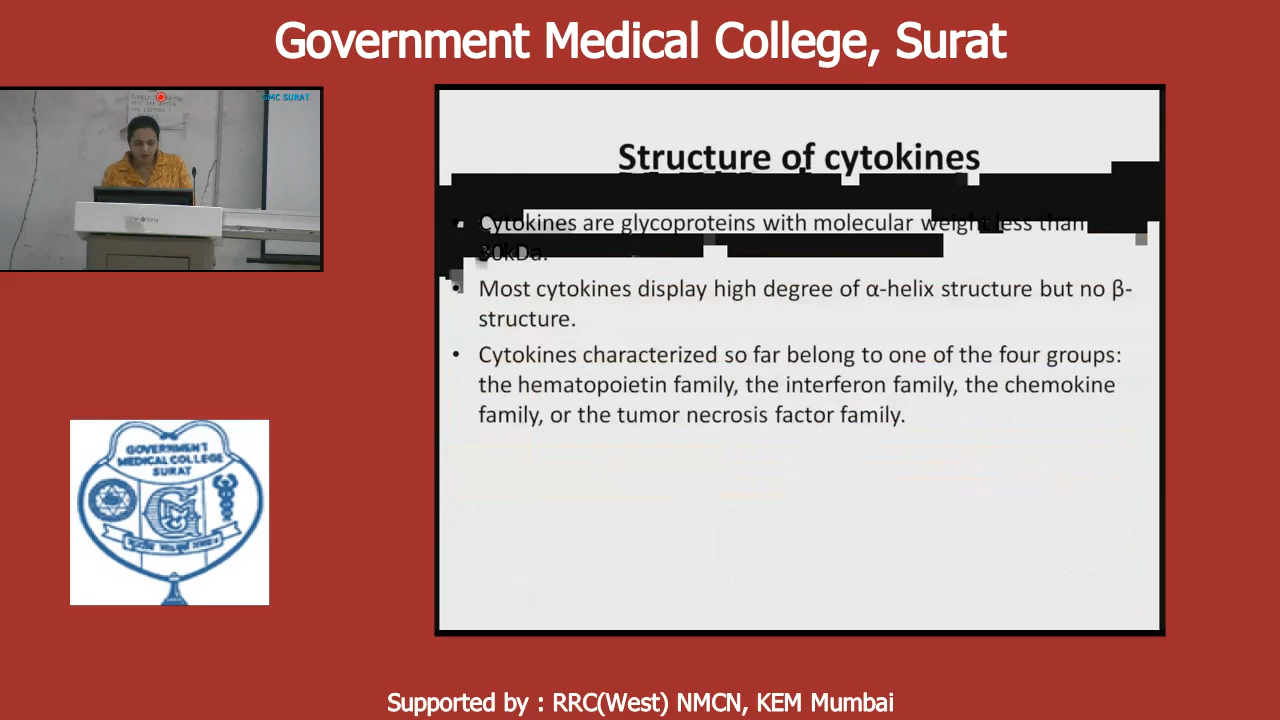 Government Medical College, Surat
GMC SURAT
Structure of cytokines
• Cytokines are glycoproteins with molecular weight less than
30kDa.
• Most cytokines display high degree of α-helix structure but no β-
structure.
• Cytokines characterized so far belong to one of the four groups:
the hematopoietin family, the interferon family, the chemokine
family, or the tumor necrosis factor family.
GOVERNMENT
MEDICAL COLLEGE
SURAT
Supported by : RRC(West) NMCN, KEM Mumbai